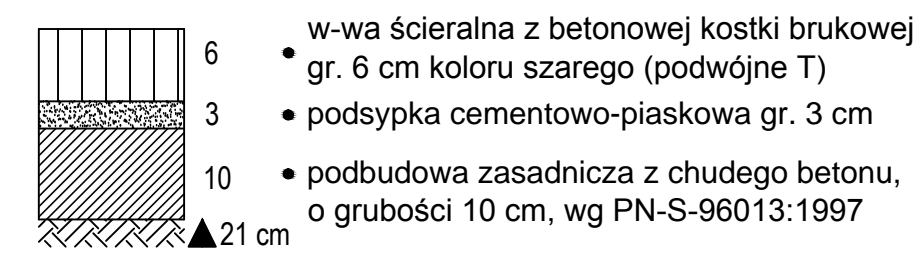 6 • w-wa ścieralna z betonowej kostki brukowej
gr. 6 cm koloru szarego (podwójne T)
3 • podsypka cementowo-piaskowa gr. 3 cm
10 • podbudowa zasadnicza z chudego betonu,
o grubości 10 cm, wg PN-S-96013:1997
21 cm